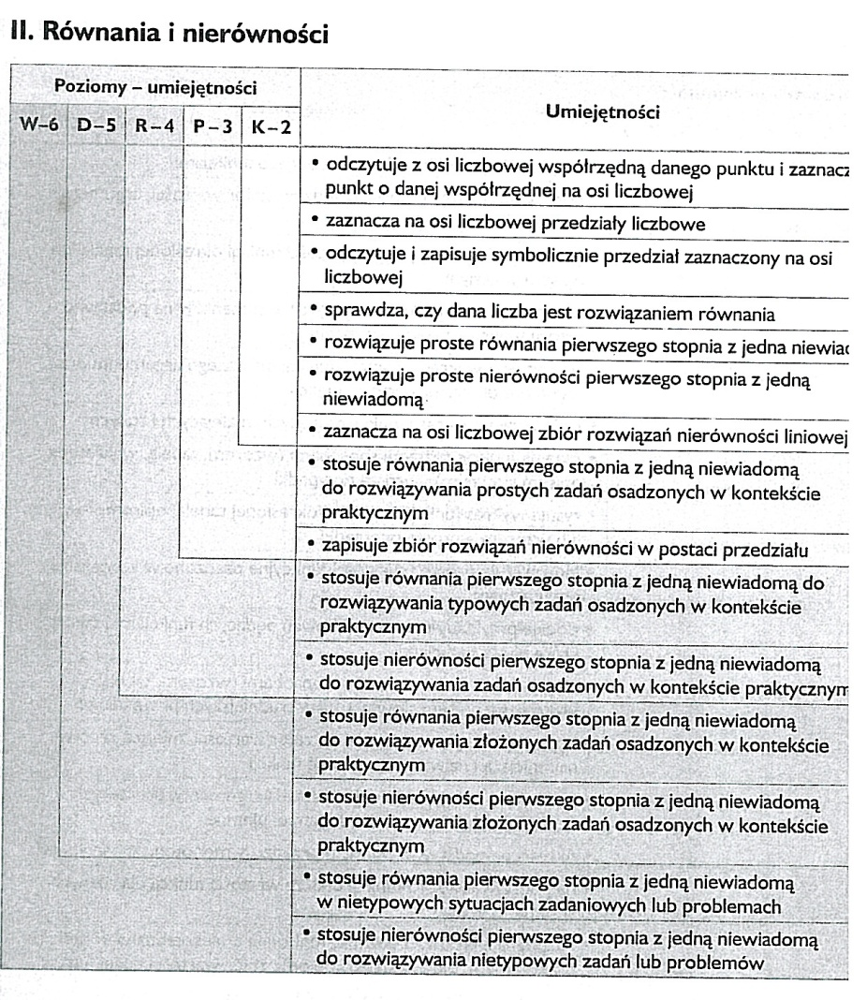 II. Równania i nierówności
Poziomy – umiejętności
Umiejętności
W–6 D–5 R–4 P–3 K–2
• odczytuje z osi liczbowej współrzędną danego punktu i zaznacz
punkt o danej współrzędnej na osi liczbowej
• zaznacza na osi liczbowej przedziały liczbowe
• odczytuje i zapisuje symbolicznie przedział zaznaczony na osi
liczbowej
• sprawdza, czy dana liczba jest rozwiązaniem równania
• rozwiązuje proste równania pierwszego stopnia z jedna niewiad
• rozwiązuje proste nierówności pierwszego stopnia z jedną
niewiadomą
• zaznacza na osi liczbowej zbiór rozwiązań nierówności liniowej
• stosuje równania pierwszego stopnia z jedną niewiadomą
do rozwiązywania prostych zadań osadzonych w kontekście
praktycznym
• zapisuje zbiór rozwiązań nierówności w postaci przedziału
• stosuje równania pierwszego stopnia z jedną niewiadomą do
rozwiązywania typowych zadań osadzonych w kontekście
praktycznym
• stosuje nierówności pierwszego stopnia z jedną niewiadomą
do rozwiązywania zadań osadzonych w kontekście praktycznym
• stosuje równania pierwszego stopnia z jedną niewiadomą
do rozwiązywania złożonych zadań osadzonych w kontekście
praktycznym
• stosuje nierówności pierwszego stopnia z jedną niewiadomą
do rozwiązywania złożonych zadań osadzonych w kontekście
praktycznym
• stosuje równania pierwszego stopnia z jedną niewiadomą
w nietypowych sytuacjach zadaniowych lub problemach
• stosuje nierówności pierwszego stopnia z jedną niewiadomą
do rozwiązywania nietypowych zadań lub problemów